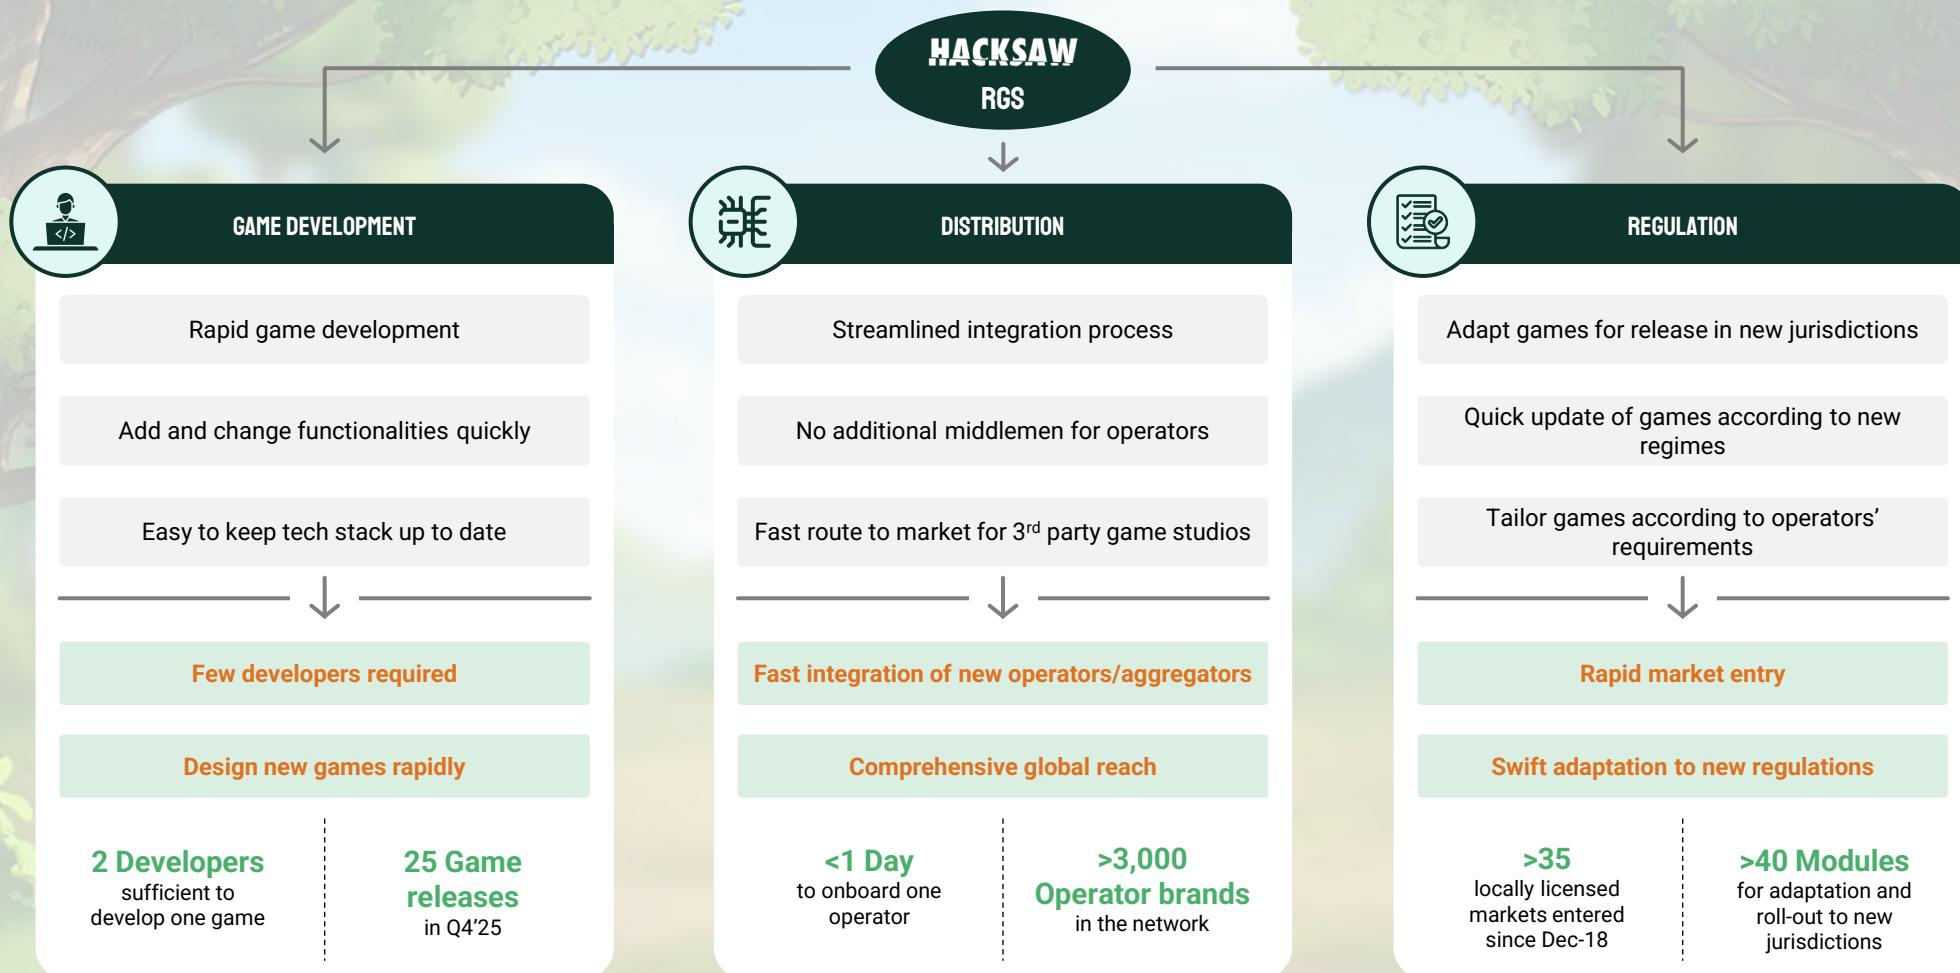 HACKSAW
RGS
GAME DEVELOPMENT
</>
Rapid game development
Add and change functionalities quickly
Easy to keep tech stack up to date
Few developers required
Design new games rapidly
2 Developers
sufficient to
develop one game
25 Game
releases
in Q4’25
DISTRIBUTION
Streamlined integration process
No additional middlemen for operators
Fast route to market for 3rd party game studios
Fast integration of new operators/aggregators
Comprehensive global reach
<1 Day
to onboard one
operator
>3,000
Operator brands
in the network
REGULATION
Adapt games for release in new jurisdictions
Quick update of games according to new
regimes
Tailor games according to operators’
requirements
Rapid market entry
Swift adaptation to new regulations
>35
locally licensed
markets entered
since Dec-18
>40 Modules
for adaptation and
roll-out to new
jurisdictions